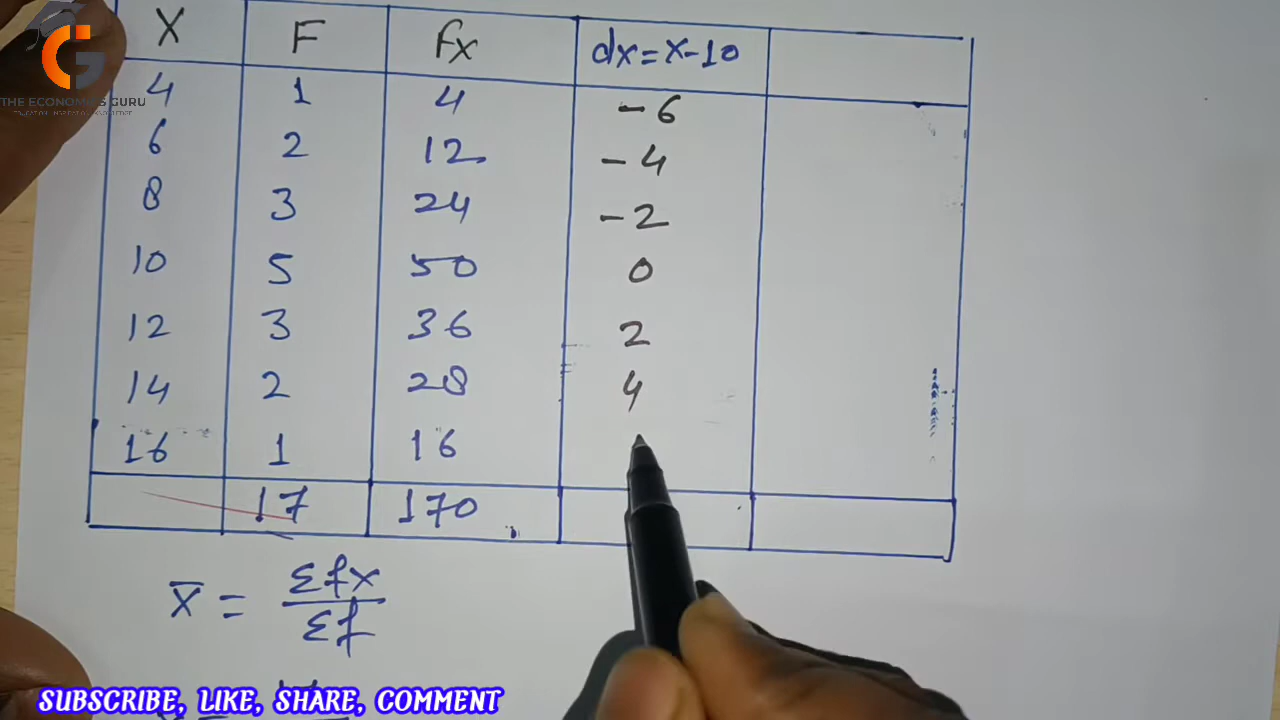 X F fx dx = x-10
4 1 4 -6
6 2 12 -4
8 3 24 -2
10 5 50 0
12 3 36 2
14 2 28 4
16 1 16
17 170
x̄ = Σfx / Σf
THE ECONOMICS GURU
SUBSCRIBE, LIKE, SHARE, COMMENT